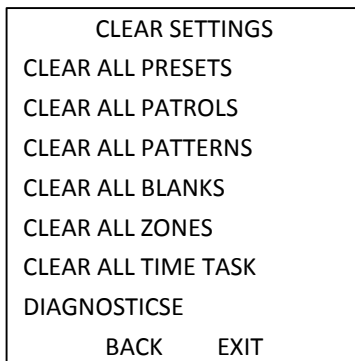 CLEAR SETTINGS
CLEAR ALL PRESETS
CLEAR ALL PATROLS
CLEAR ALL PATTERNS
CLEAR ALL BLANKS
CLEAR ALL ZONES
CLEAR ALL TIME TASK
DIAGNOSTICSE
BACK EXIT